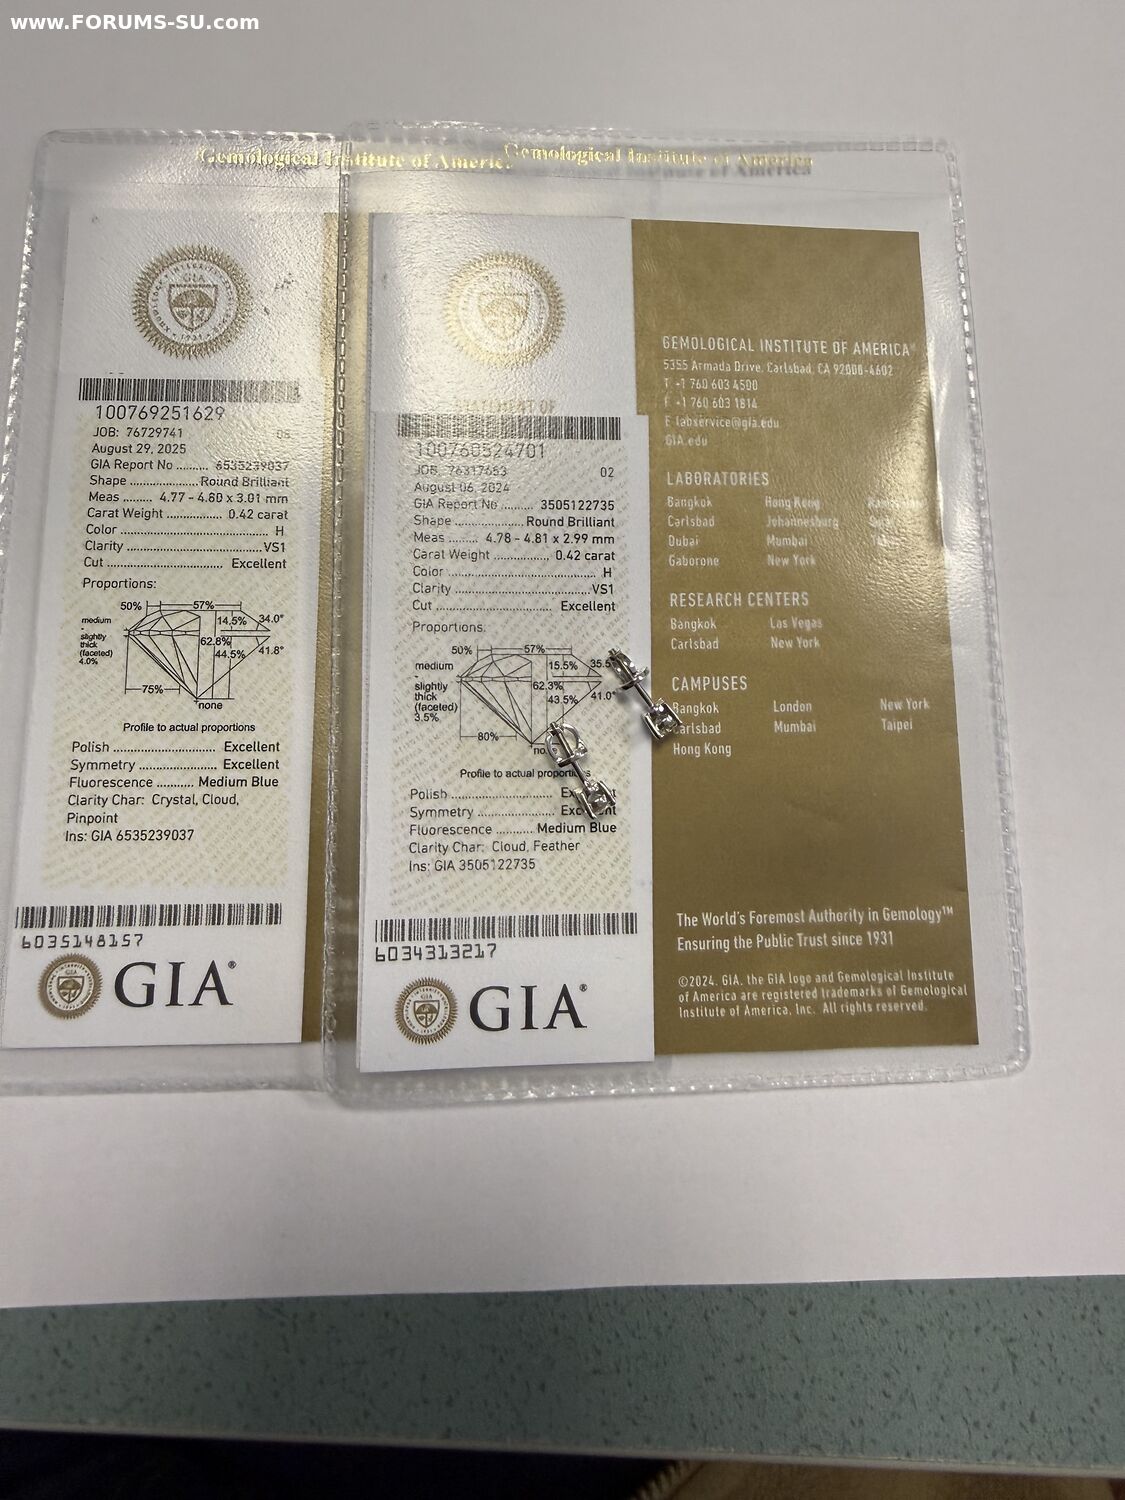 www.FORUMS-SU.com
Gemological Institute of America
Gemological Institute of America
GIA
1931
100769251629
JOB: 76729741 08
August 29, 2025
GIA Report No .......... 6535239037
Shape ................... Round Brilliant
Meas ........ 4.77 - 4.80 x 3.01 mm
Carat Weight ................ 0.42 carat
Color ........................................... H
Clarity ..................................... VS1
Cut ................................ Excellent
Proportions:
50% 57%
medium
-
slightly
thick
(faceted)
4.0%
14.5% 34.0°
62.8%
44.5% 41.8°
75%
none
Profile to actual proportions
Polish ......................... Excellent
Symmetry ..................... Excellent
Fluorescence .......... Medium Blue
Clarity Char: Crystal, Cloud,
Pinpoint
Ins: GIA 6535239037
6035148157
GIA®
100760524701
JOB: 76317653 02
August 06, 2024
GIA Report No .......... 3505122735
Shape ................... Round Brilliant
Meas ........ 4.78 - 4.81 x 2.99 mm
Carat Weight ................ 0.42 carat
Color ........................................... H
Clarity ..................................... VS1
Cut ................................ Excellent
Proportions:
50% 57%
medium
-
slightly
thick
(faceted)
3.5%
15.5% 35.5
62.3%
43.5% 41.0°
80%
Profile to actual
Polish
Symmetry
Fluorescence .......... Medium Blue
Clarity Char: Cloud, Feather
Ins: GIA 3505122735
6034313217
GIA®
GEMOLOGICAL INSTITUTE OF AMERICA®
5355 Armada Drive, Carlsbad, CA 92008-4602
T +1 760 603 4500
F +1 760 603 1814
E labservice@gia.edu
GIA.edu
LABORATORIES
Bangkok Hong Kong
Carlsbad Johannesburg
Dubai Mumbai
Gaborone New York
RESEARCH CENTERS
Bangkok Las Vegas
Carlsbad New York
CAMPUSES
Bangkok London New York
Carlsbad Mumbai Taipei
Hong Kong
The World's Foremost Authority in Gemology™
Ensuring the Public Trust since 1931
©2024. GIA, the GIA logo and Gemological Institute
of America are registered trademarks of Gemological
Institute of America, Inc. All rights reserved.